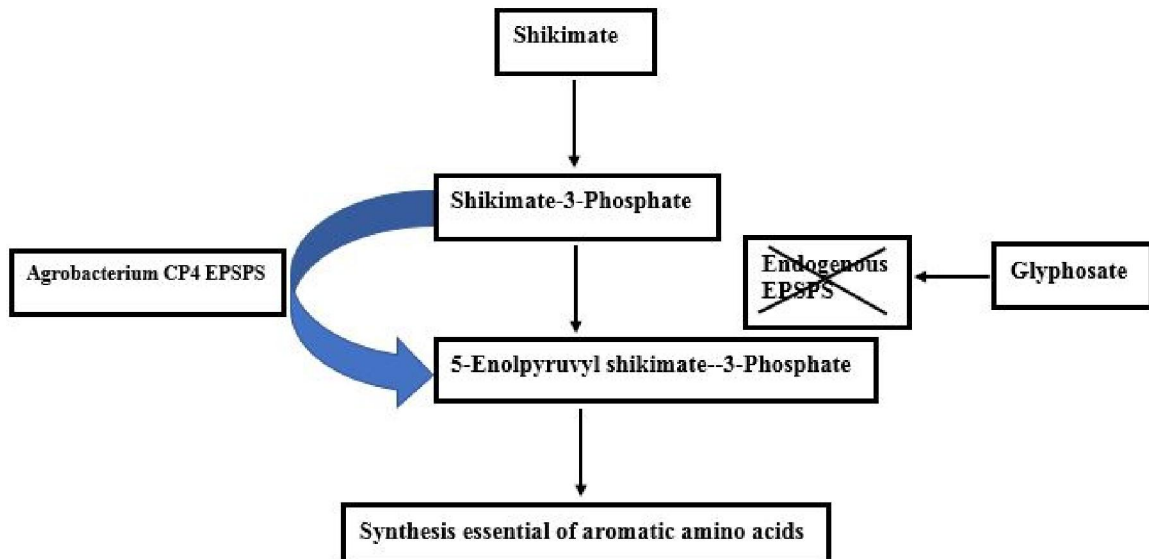 Shikimate
Shikimate-3-Phosphate
Agrobacterium CP4 EPSPS
Endogenous
EPSPS
Glyphosate
5-Enolpyruvyl shikimate--3-Phosphate
Synthesis essential of aromatic amino acids